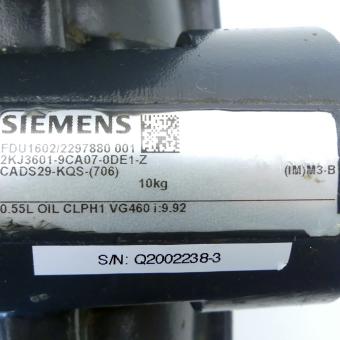 SIEMENS
FDU1602/2297880 001
2KJ3601-9CA07-0DE1-Z
CADS29-KQS-(706) (IM)M3-B
10kg
0.55L OIL CLPH1 VG460 i:9.92
S/N: Q2002238-3